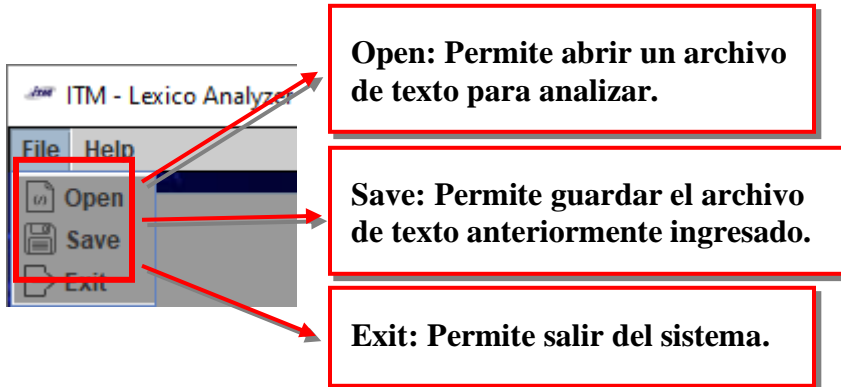 ITM - Lexico Analyzer
File Help
Open
Save
Exit
Open: Permite abrir un archivo
de texto para analizar.
Save: Permite guardar el archivo
de texto anteriormente ingresado.
Exit: Permite salir del sistema.